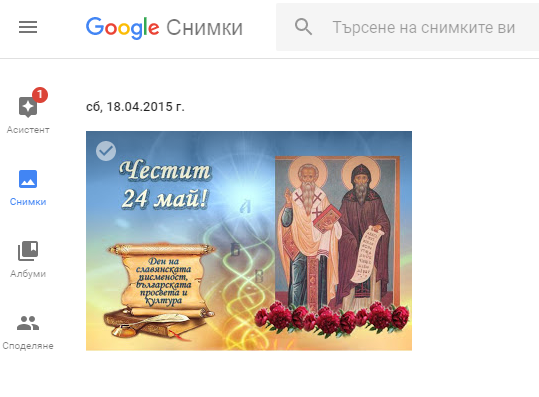 Google Снимки
Търсене на снимките ви
1
Асистент
Снимки
Албуми
Споделяне
сб, 18.04.2015 г.
Честит
24 май!
А
Б
В
Ден на
славянската
писменост,
българската
просвета и
култура